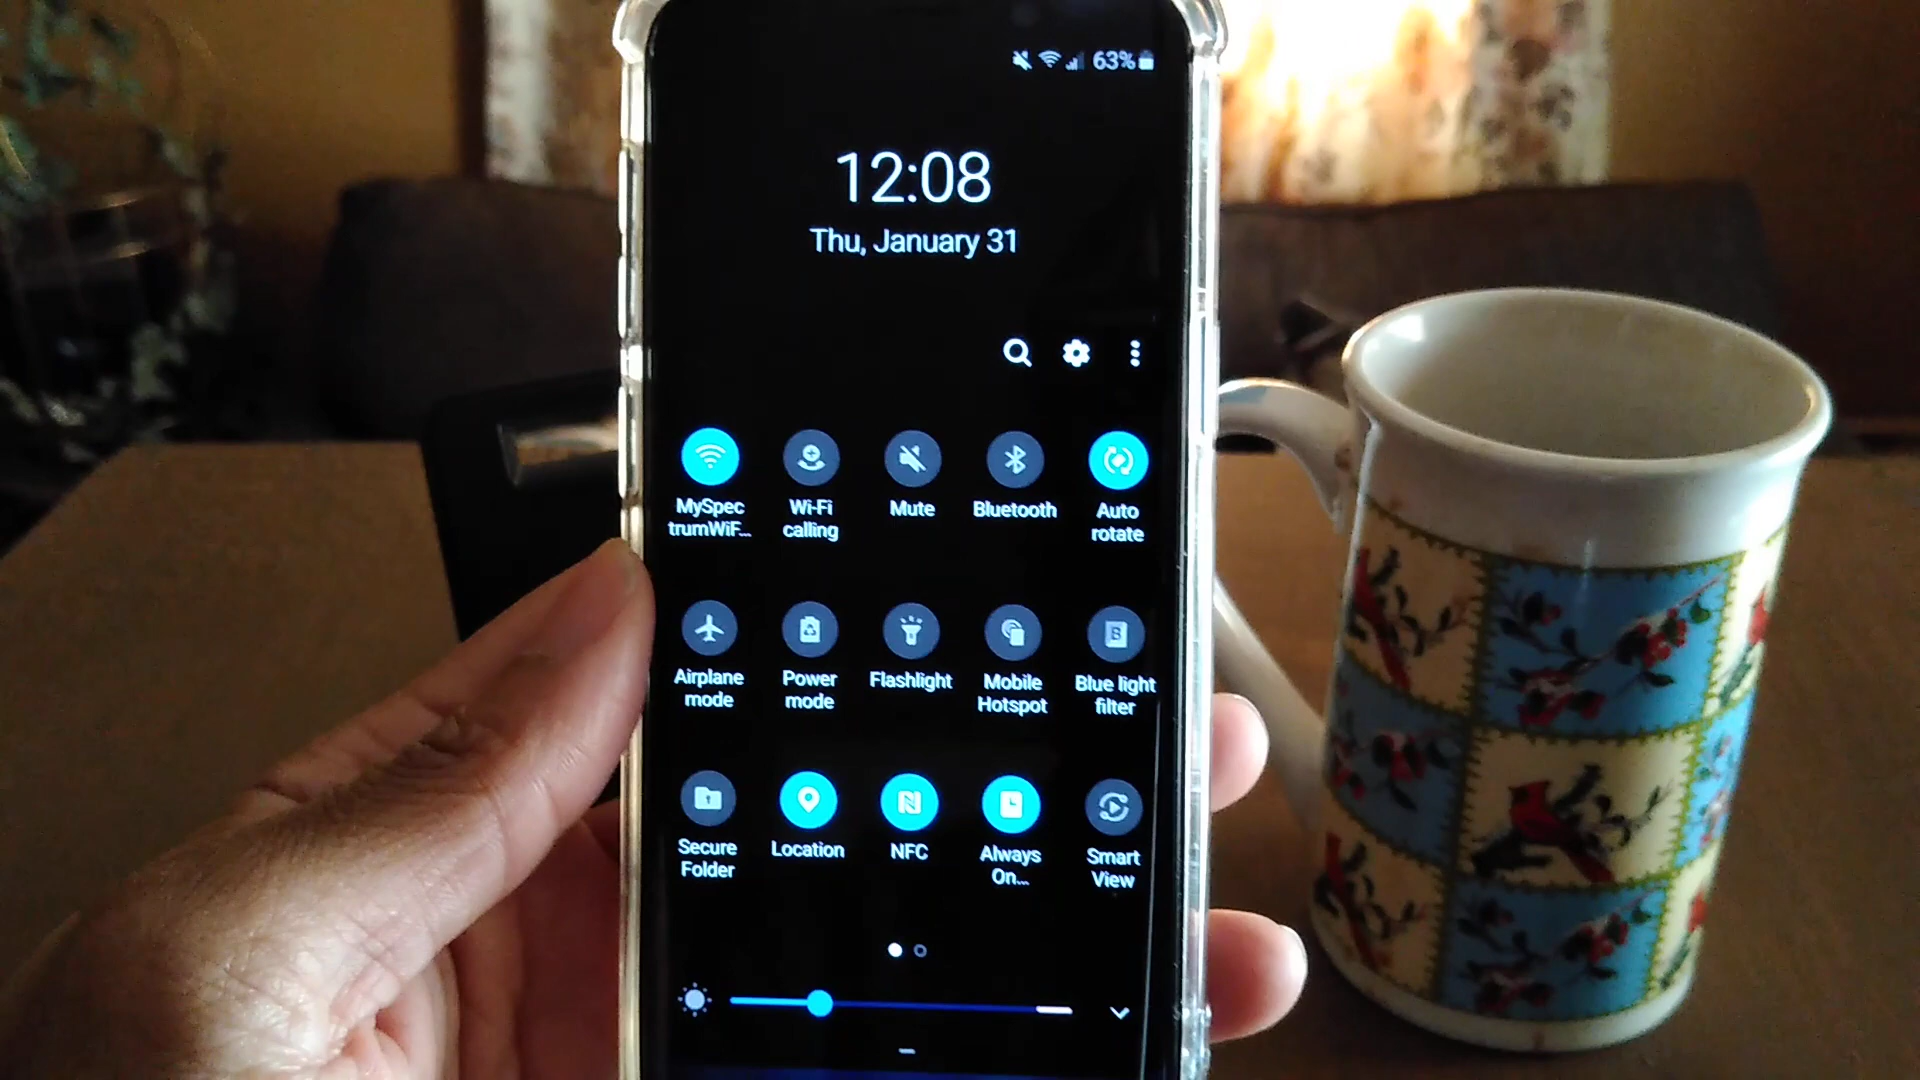 63%
12:08
Thu, January 31
MySpec
trumWiF...
Wi-Fi
calling
Mute
Bluetooth
Auto
rotate
Airplane
mode
Power
mode
Flashlight
Mobile
Hotspot
Blue light
filter
Secure
Folder
Location
NFC
Always
On...
Smart
View